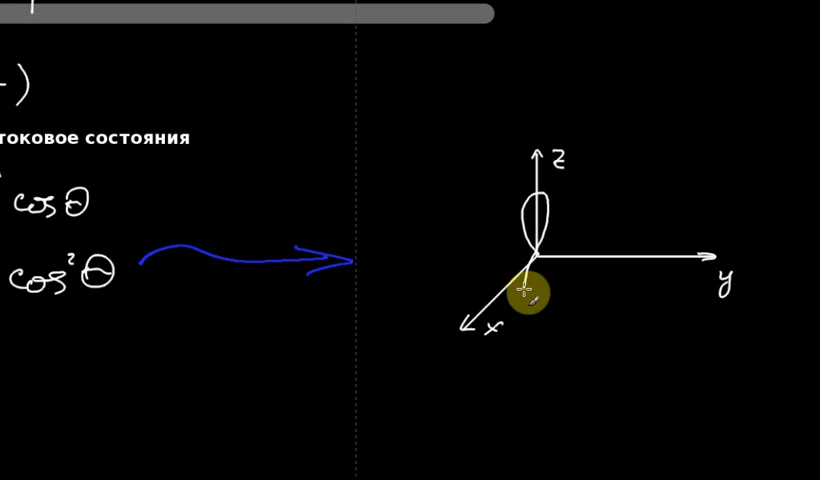 )
токовое состояния
cos θ
cos² θ
z
y
x